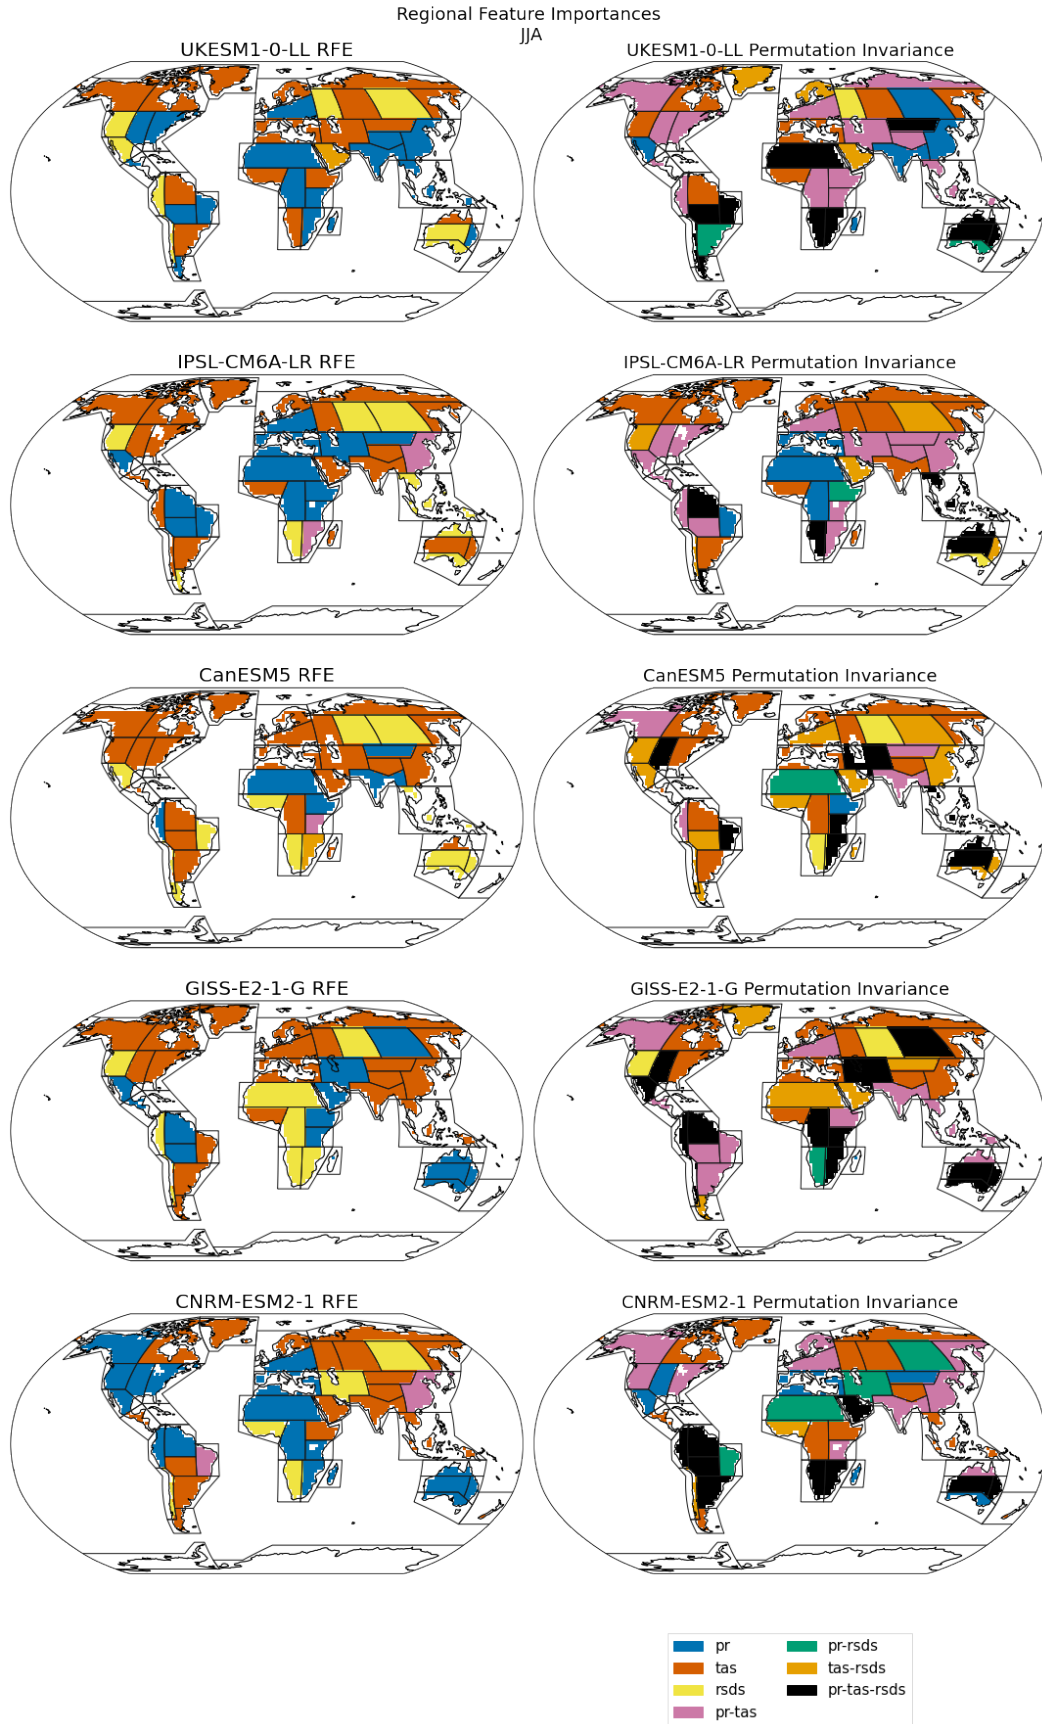 Regional Feature Importances
JJA
UKESM1-0-LL RFE
UKESM1-0-LL Permutation Invariance
IPSL-CM6A-LR RFE
IPSL-CM6A-LR Permutation Invariance
CanESM5 RFE
CanESM5 Permutation Invariance
GISS-E2-1-G RFE
GISS-E2-1-G Permutation Invariance
CNRM-ESM2-1 RFE
CNRM-ESM2-1 Permutation Invariance
pr
tas
rsds
pr-tas
pr-rsds
tas-rsds
pr-tas-rsds